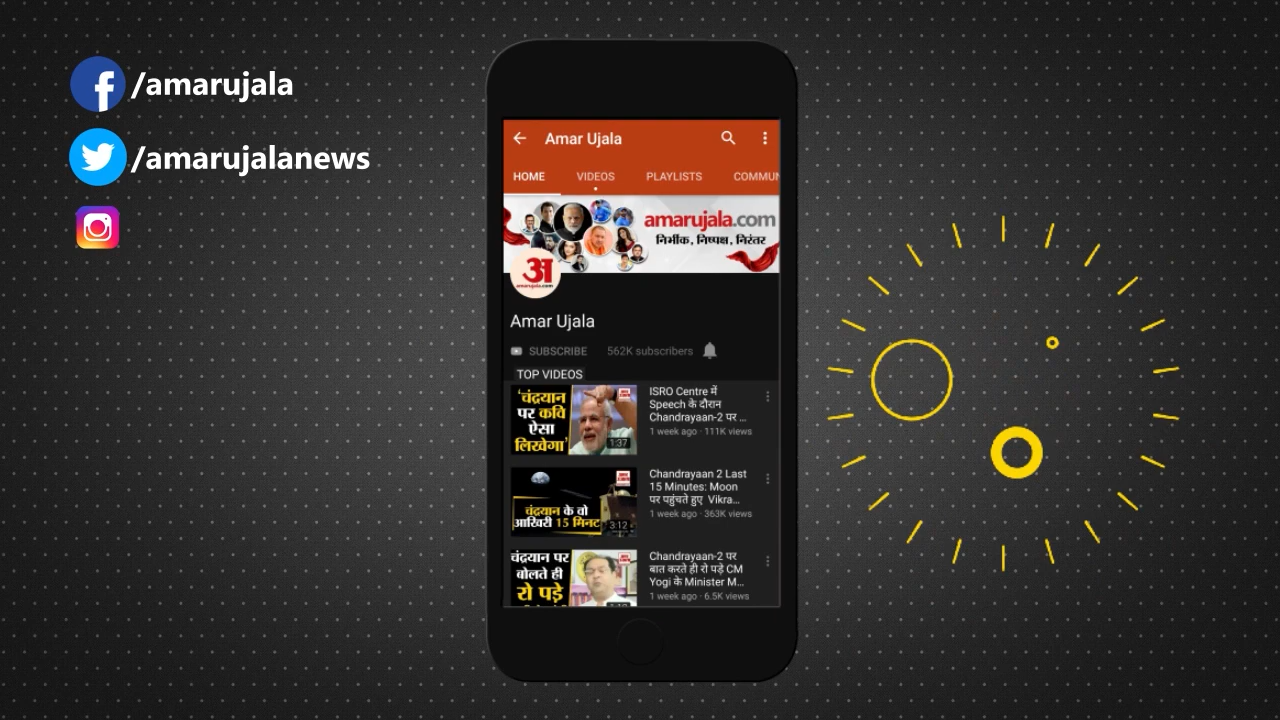 /amarujala
/amarujalanews
Amar Ujala
HOME VIDEOS PLAYLISTS COMMUN
amarujala.com
निर्भीक, निष्पक्ष, निरंतर
अ
amarujala.com
Amar Ujala
SUBSCRIBE 562K subscribers
TOP VIDEOS
'चंद्रयान
पर कवि
ऐसा
लिखेगा'
1:37
ISRO Centre में
Speech के दौरान
Chandrayaan-2 पर ...
1 week ago · 111K views
चंद्रयान के वो
आखिरी 15 मिनट
3:12
Chandrayaan 2 Last
15 Minutes: Moon
पर पहुंचते हुए Vikra...
1 week ago · 363K views
चंद्रयान पर
बोलते ही
रो पड़े
Chandrayaan-2 पर
बात करते ही रो पड़े CM
Yogi के Minister M...
1 week ago · 6.5K views